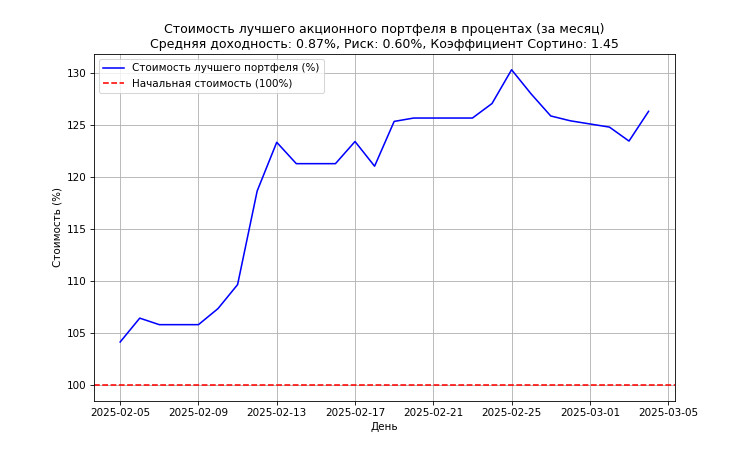 Стоимость лучшего акционного портфеля в процентах (за месяц)
Средняя доходность: 0.87%, Риск: 0.60%, Коэффициент Сортино: 1.45
Стоимость лучшего портфеля (%)
Начальная стоимость (100%)
Стоимость (%)
130
125
120
115
110
105
100
2025-02-05
2025-02-09
2025-02-13
2025-02-17
2025-02-21
2025-02-25
2025-03-01
2025-03-05
День